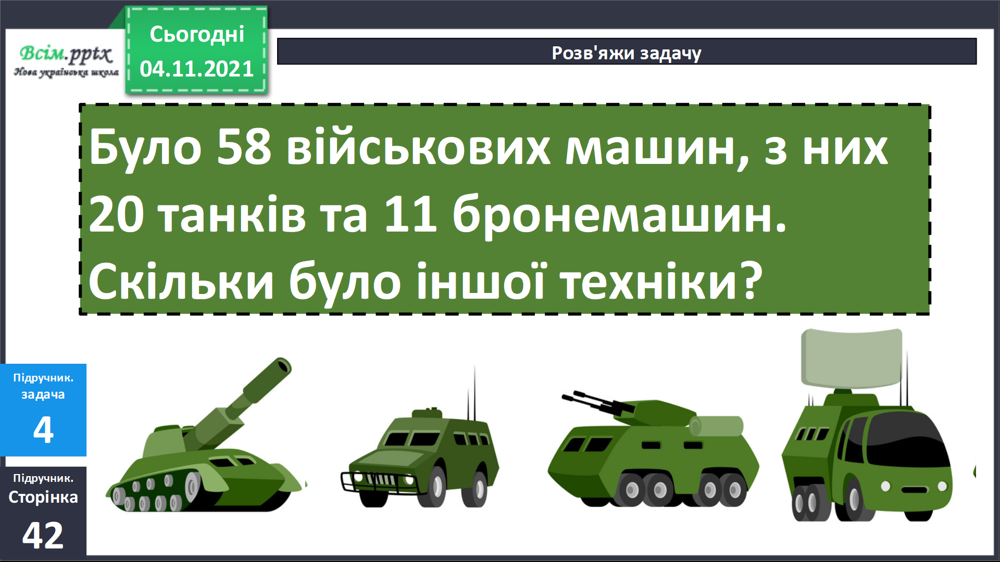 Всім.pptx
Нова українська школа
Сьогодні
04.11.2021
Розв'яжи задачу
Було 58 військових машин, з них
20 танків та 11 бронемашин.
Скільки було іншої техніки?
Підручник.
задача
4
Підручник.
Сторінка
42